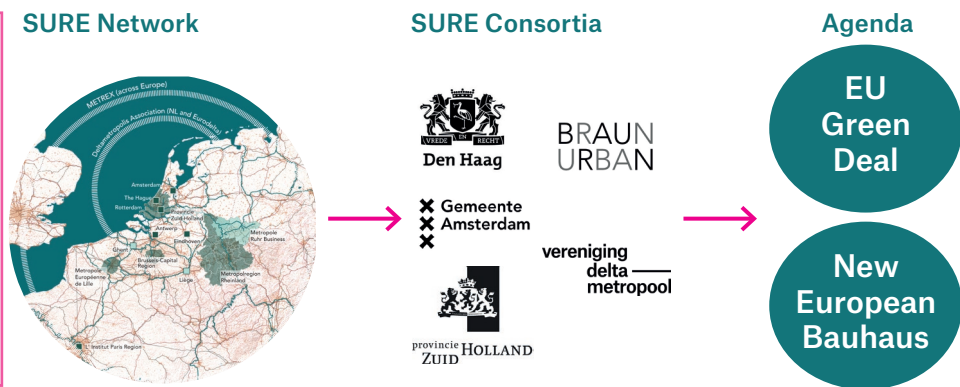 SURE Network
SURE Consortia
Agenda
METREX (across Europe)
Deltametropolis Association (NL and Eurodelta)
Amsterdam
The Hague
Rotterdam
Provincie
Zuid-Holland
Antwerp
Eindhoven
Ghent
Brussels-Capital
Region
Metropole
Ruhr Business
Metropole
Européenne
de Lille
Liège
Metropolregion
Rheinland
L'Institut Paris Region
VREDE EN RECHT
Den Haag
BRAUN
URBAN
Gemeente
Amsterdam
vereniging
delta
metropool
provincie
ZUID HOLLAND
EU
Green
Deal
New
European
Bauhaus